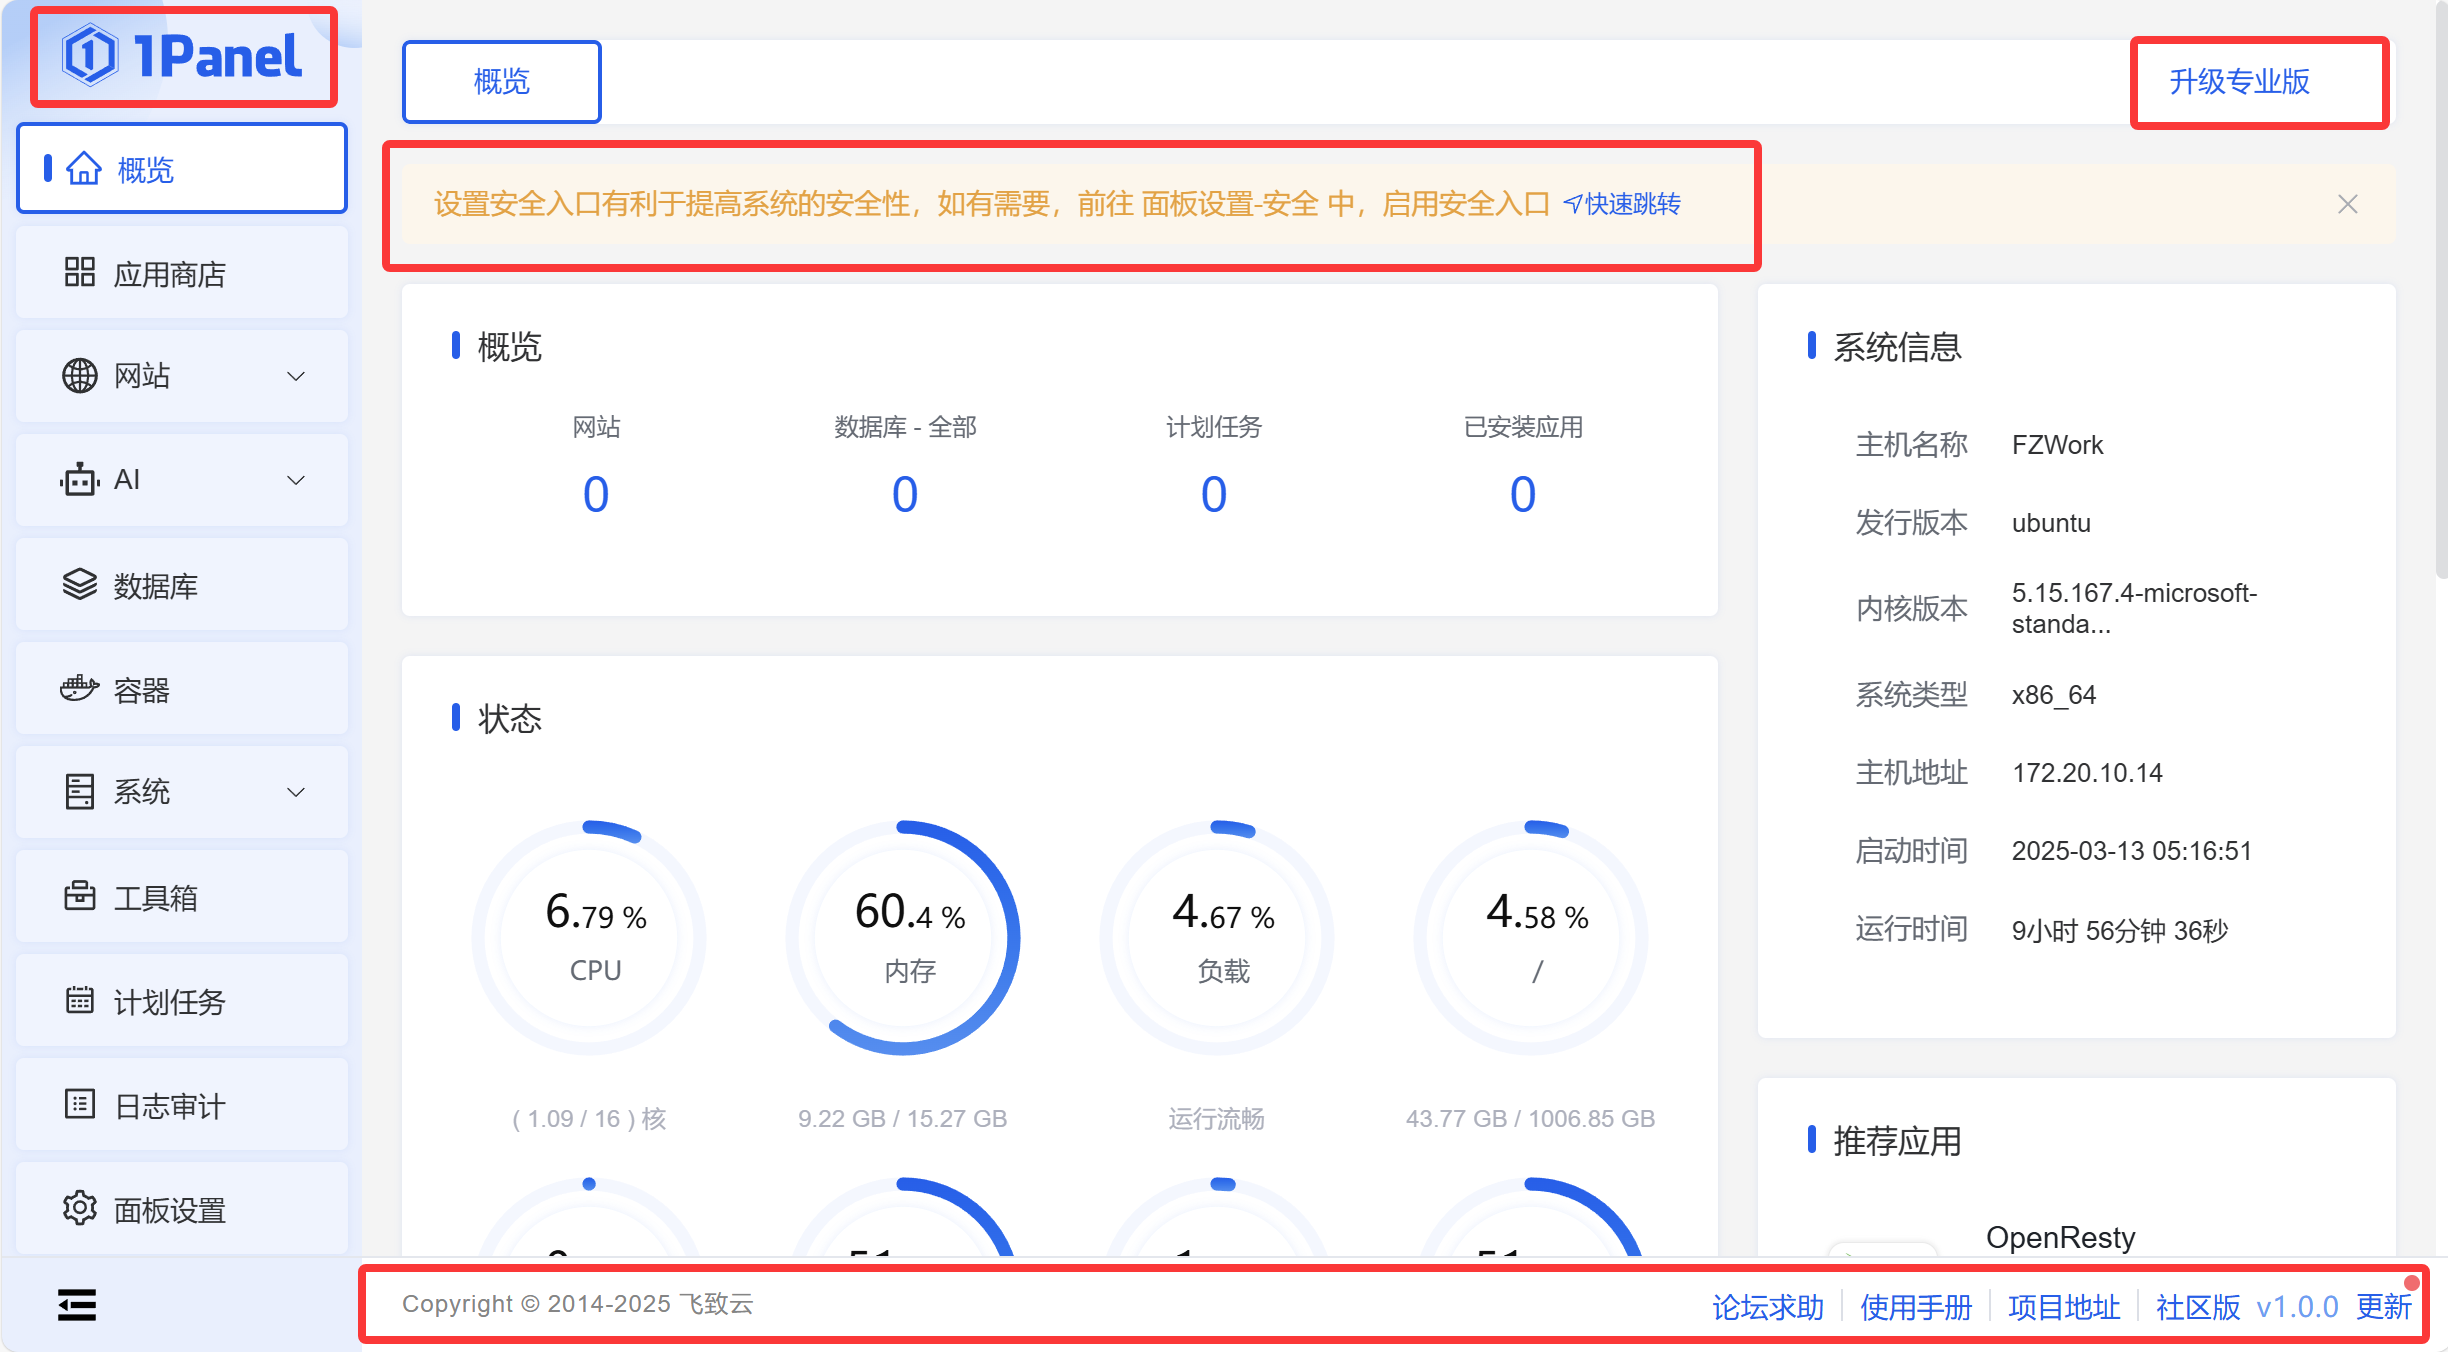 1Panel
概览
应用商店
网站
AI
数据库
容器
系统
工具箱
计划任务
日志审计
面板设置
概览
升级专业版
设置安全入口有利于提高系统的安全性，如有需要，前往 面板设置-安全 中，启用安全入口 快速跳转
概览
网站
数据库 - 全部
计划任务
已安装应用
0
0
0
0
状态
6.79 %
CPU
( 1.09 / 16 ) 核
60.4 %
内存
9.22 GB / 15.27 GB
4.67 %
负载
运行流畅
4.58 %
/
43.77 GB / 1006.85 GB
系统信息
主机名称 FZWork
发行版本 ubuntu
内核版本 5.15.167.4-microsoft-
standa...
系统类型 x86_64
主机地址 172.20.10.14
启动时间 2025-03-13 05:16:51
运行时间 9小时 56分钟 36秒
推荐应用
OpenResty
Copyright © 2014-2025 飞致云
论坛求助 使用手册 项目地址 社区版 v1.0.0 更新